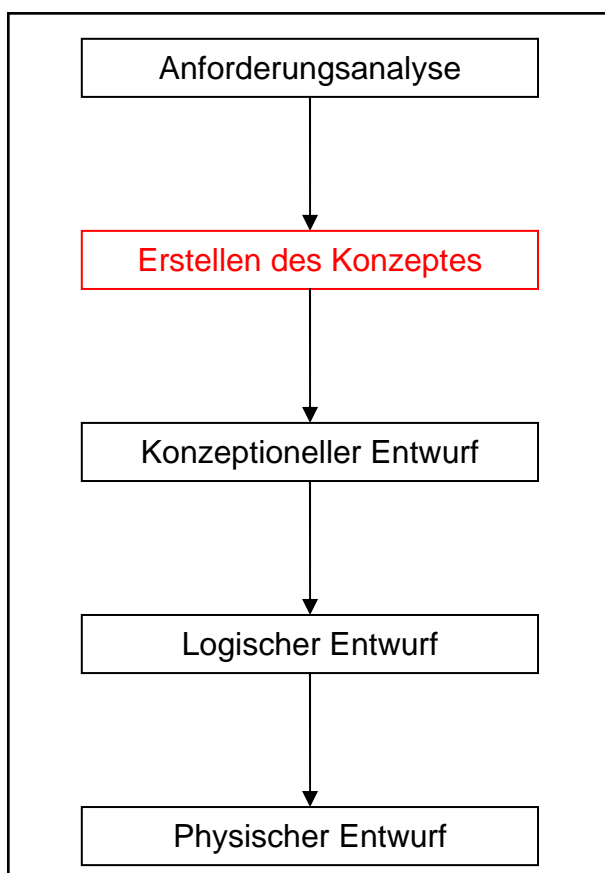 Anforderungsanalyse
Erstellen des Konzeptes
Konzeptioneller Entwurf
Logischer Entwurf
Physischer Entwurf